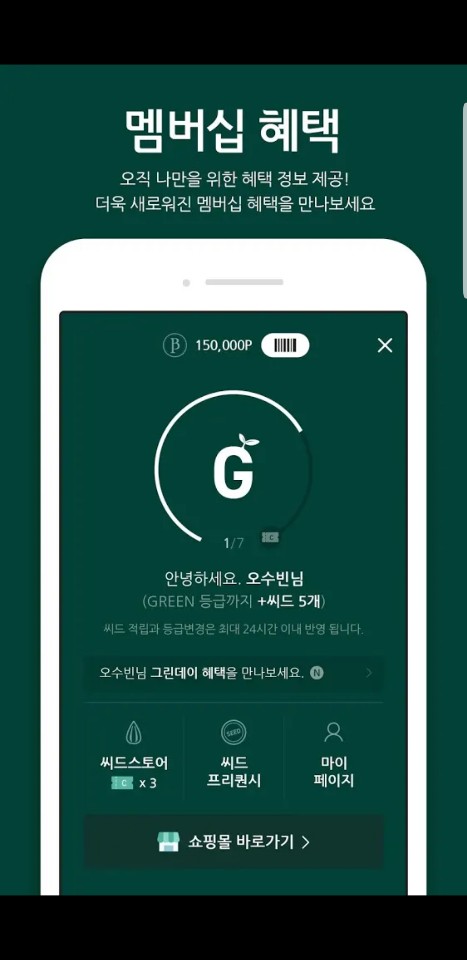 멤버십 혜택
오직 나만을 위한 혜택 정보 제공!
더욱 새로워진 멤버십 혜택을 만나보세요
β 150,000P
G
1/7
C
안녕하세요. 오수빈님
(GREEN 등급까지 +씨드 5개)
씨드 적립과 등급변경은 최대 24시간 이내 반영 됩니다.
오수빈님 그린데이 혜택을 만나보세요. N
SEED
씨드스토어
C x 3
씨드
프리퀀시
마이
페이지
쇼핑몰 바로가기